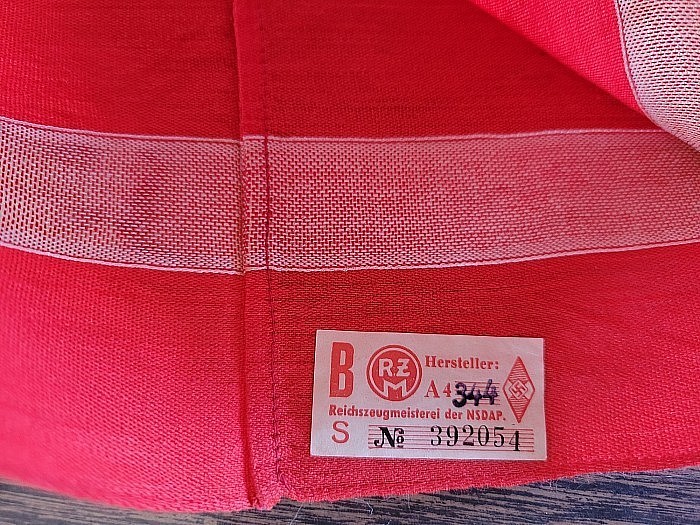 B RZM Hersteller:
A4 344
Reichszeugmeisterei der NSDAP.
S № 392054